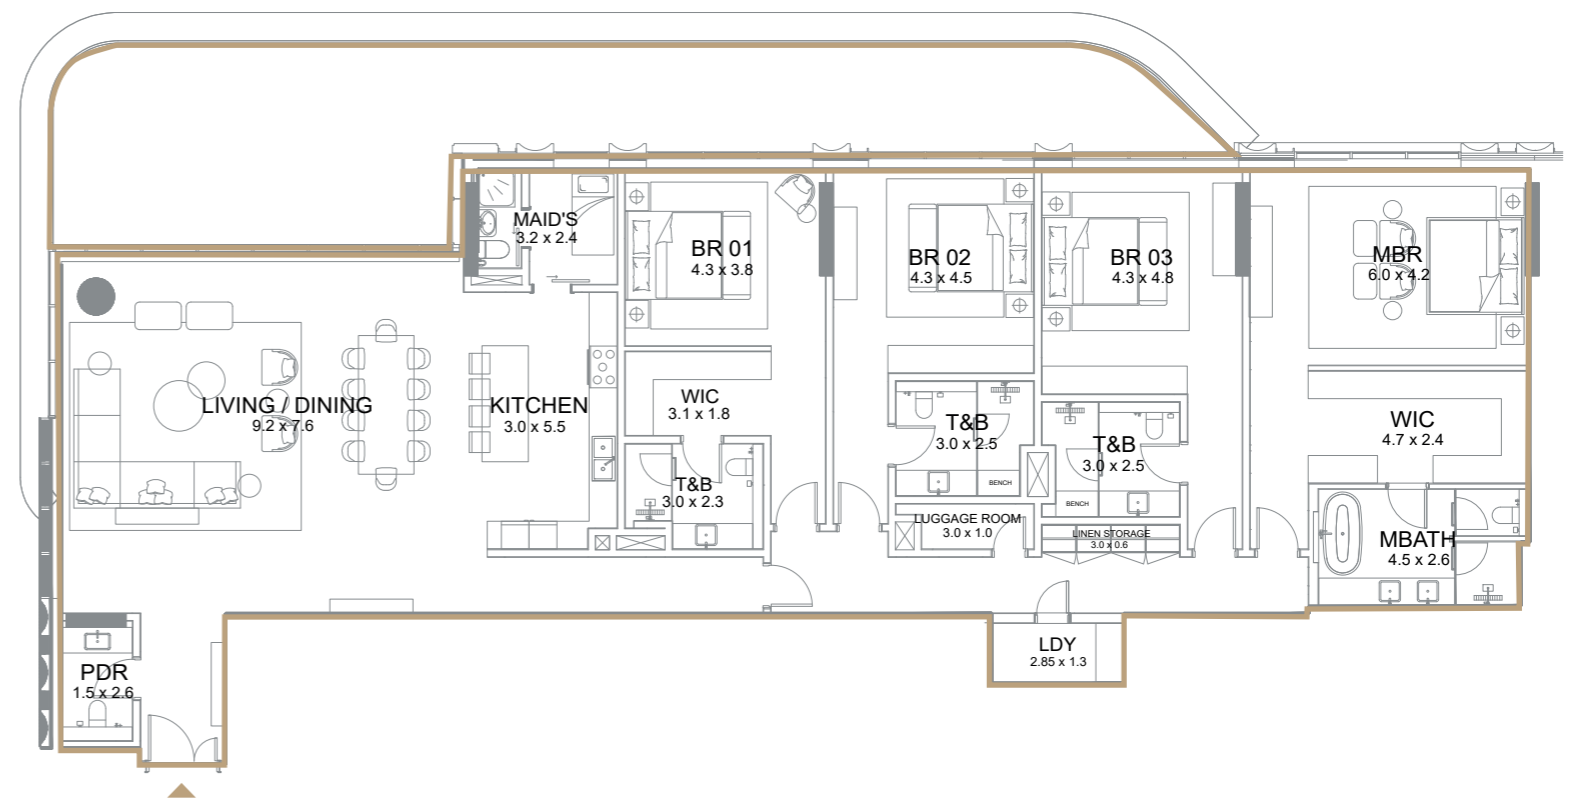 MAID'S
3.2 x 2.4
BR 01
4.3 x 3.8
BR 02
4.3 x 4.5
BR 03
4.3 x 4.8
MBR
6.0 x 4.2
LIVING / DINING
9.2 x 7.6
KITCHEN
3.0 x 5.5
WIC
3.1 x 1.8
T&B
3.0 x 2.5
T&B
3.0 x 2.5
WIC
4.7 x 2.4
T&B
3.0 x 2.3
BENCH
BENCH
LUGGAGE ROOM
3.0 x 1.0
LINEN STORAGE
3.0 x 0.6
MBATH
4.5 x 2.6
LDY
2.85 x 1.3
PDR
1.5 x 2.6